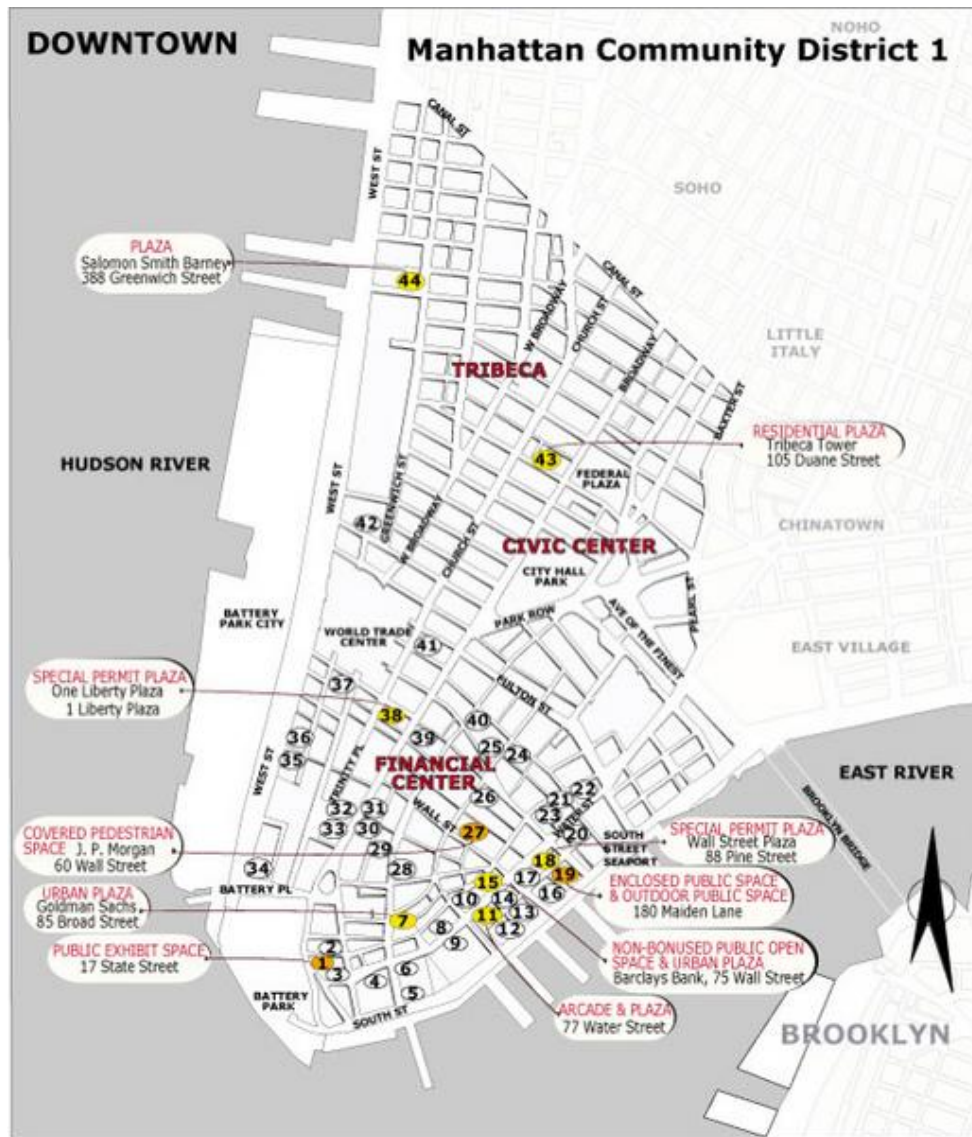 DOWNTOWN
Manhattan Community District 1
NOHO
CANAL ST
WEST ST
SOHO
PLAZA
Salomon Smith Barney
388 Greenwich Street
44
CANAL ST
W BROADWAY
CHURCH ST
BROADWAY
LITTLE
ITALY
TRIBECA
BAXTER ST
RESIDENTIAL PLAZA
Tribeca Tower
105 Duane Street
43
HUDSON RIVER
FEDERAL
PLAZA
WEST ST
GREENWICH ST
W BROADWAY
CHURCH ST
42
CHINATOWN
CIVIC CENTER
CITY HALL
PARK
PEARL ST
BATTERY
PARK CITY
PARK ROW
AVE OF THE FINEST
WORLD TRADE
CENTER
41
EAST VILLAGE
SPECIAL PERMIT PLAZA
One Liberty Plaza
1 Liberty Plaza
37
FULTON ST
38
40
39
36
35
25
24
WEST ST
TRINITY PL
FINANCIAL
CENTER
EAST RIVER
BROOKLYN BRIDGE
26
22
21
23
20
WATER ST
32
31
33
30
WALL ST
27
29
SOUTH
STREET
SEAPORT
COVERED PEDESTRIAN
SPACE J. P. Morgan
60 Wall Street
SPECIAL PERMIT PLAZA
Wall Street Plaza
88 Pine Street
34
28
18
19
17
15
16
BATTERY PL
ENCLOSED PUBLIC SPACE
& OUTDOOR PUBLIC SPACE
180 Maiden Lane
URBAN PLAZA
Goldman Sachs
85 Broad Street
10
14
7
11
13
8
12
9
NON-BONUSED PUBLIC OPEN
SPACE & URBAN PLAZA
Barclays Bank, 75 Wall Street
PUBLIC EXHIBIT SPACE
17 State Street
2
1
3
6
4
5
BATTERY
PARK
SOUTH ST
ARCADE & PLAZA
77 Water Street
BROOKLYN